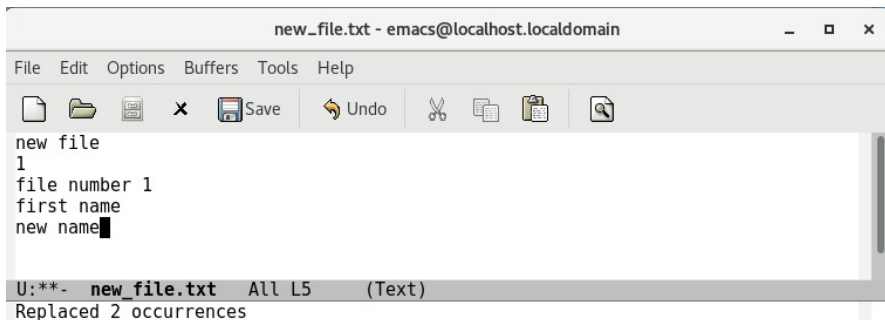 new_file.txt - emacs@localhost.localdomain
File Edit Options Buffers Tools Help
Save Undo
new file
1
file number 1
first name
new name
U:**- new_file.txt All L5 (Text)
Replaced 2 occurrences